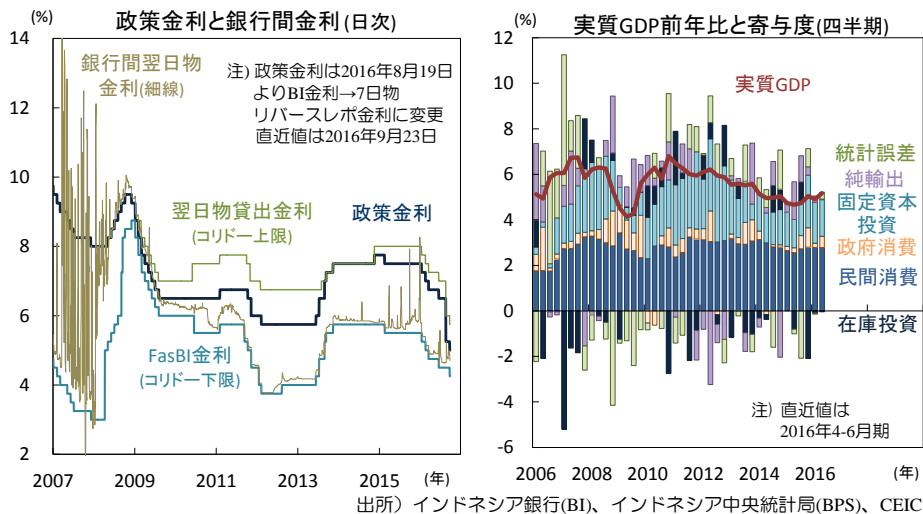 政策金利と銀行間金利(日次)
(%)
14
12
10
8
6
4
2
銀行間翌日物
金利(細線)
注) 政策金利は2016年8月19日
よりBI金利→7日物
リバースレポ金利に変更
直近値は2016年9月23日
翌日物貸出金利
(コリドー上限)
政策金利
FasBI金利
(コリドー下限)
2007
2009
2011
2013
2015
(年)
実質GDP前年比と寄与度(四半期)
(%)
12
10
8
6
4
2
0
-2
-4
-6
実質GDP
統計誤差
純輸出
固定資本
投資
政府消費
民間消費
在庫投資
注) 直近値は
2016年4-6月期
2006
2008
2010
2012
2014
2016
(年)
出所）インドネシア銀行(BI)、インドネシア中央統計局(BPS)、CEIC